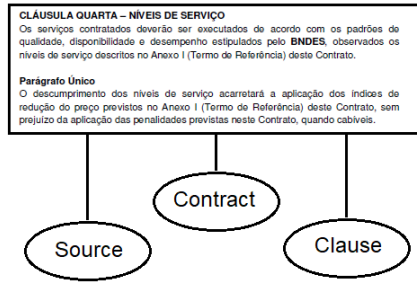 CLÁUSULA QUARTA – NÍVEIS DE SERVIÇO
Os serviços contratados deverão ser executados de acordo com os padrões de
qualidade, disponibilidade e desempenho estipulados pelo BNDES, observados os
níveis de serviço descritos no Anexo I (Termo de Referência) deste Contrato.
Parágrafo Único
O descumprimento dos níveis de serviço acarretará a aplicação dos índices de
redução do preço previstos no Anexo I (Termo de Referência) deste Contrato, sem
prejuízo da aplicação das penalidades previstas neste Contrato, quando cabíveis.
Contract
Source
Clause